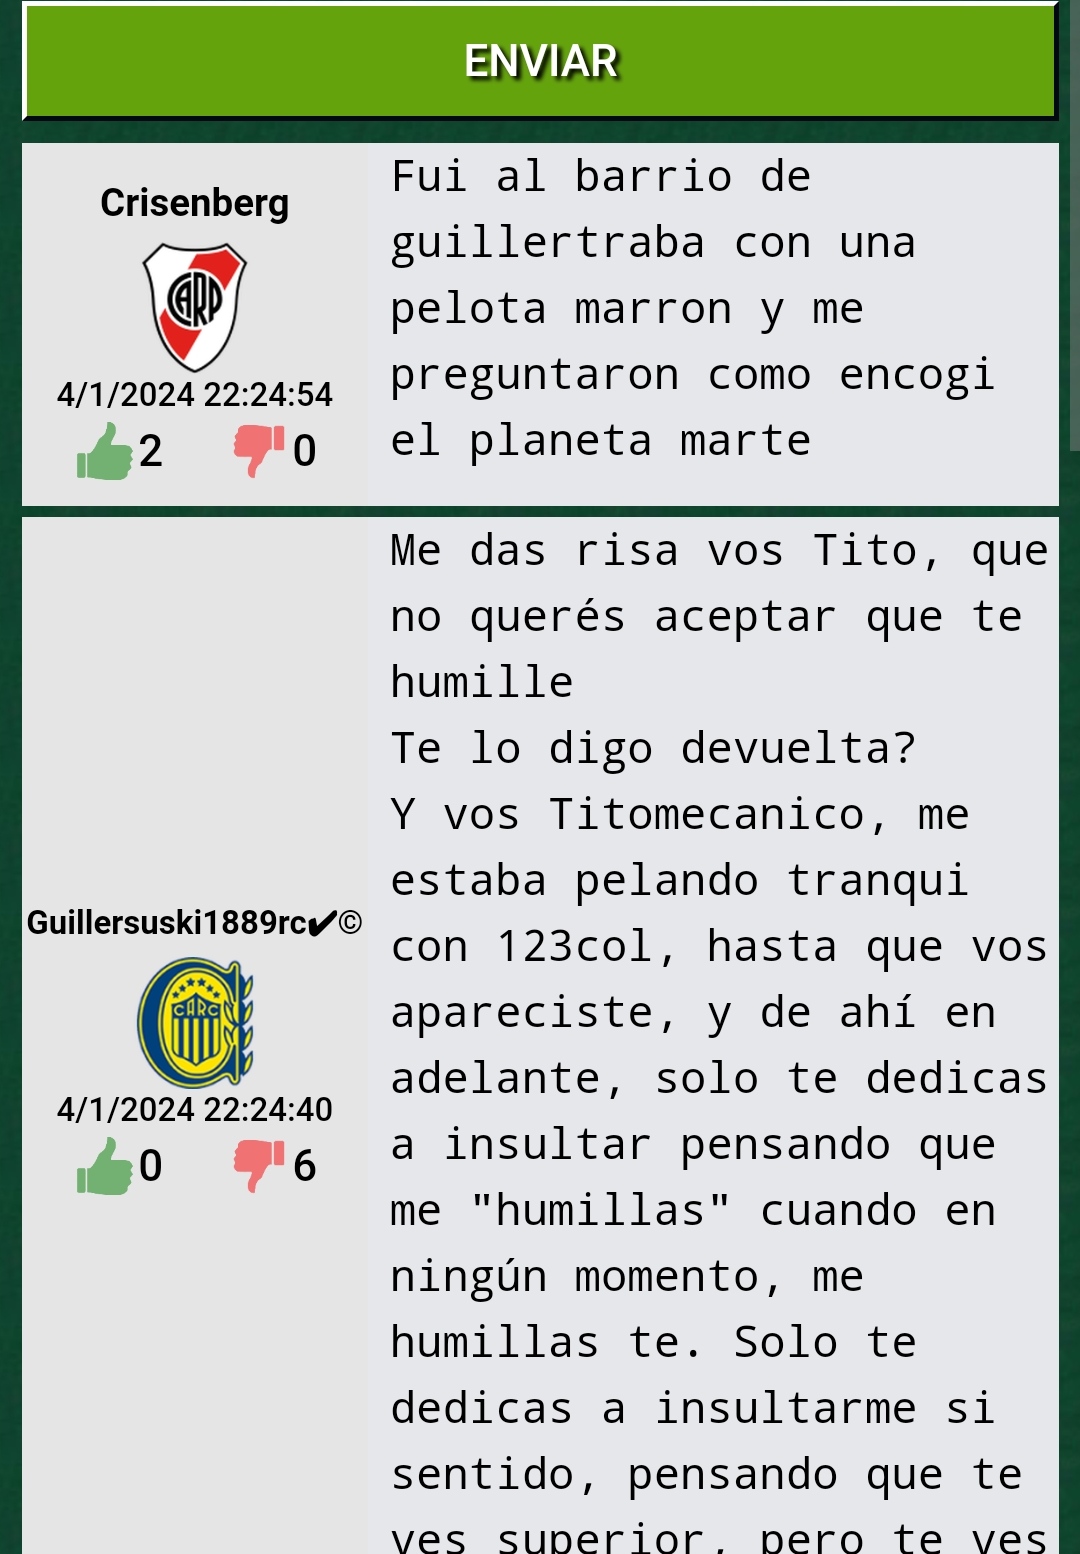 ENVIAR
Crisenberg
CARP
4/1/2024 22:24:54
2 0
Fui al barrio de
guillertraba con una
pelota marron y me
preguntaron como encogi
el planeta marte
Guillersuski1889rc✔©
CARC
4/1/2024 22:24:40
0 6
Me das risa vos Tito, que
no querés aceptar que te
humille
Te lo digo devuelta?
Y vos Titomecanico, me
estaba pelando tranqui
con 123col, hasta que vos
apareciste, y de ahí en
adelante, solo te dedicas
a insultar pensando que
me "humillas" cuando en
ningún momento, me
humillas te. Solo te
dedicas a insultarme si
sentido, pensando que te
ves superior, pero te ves